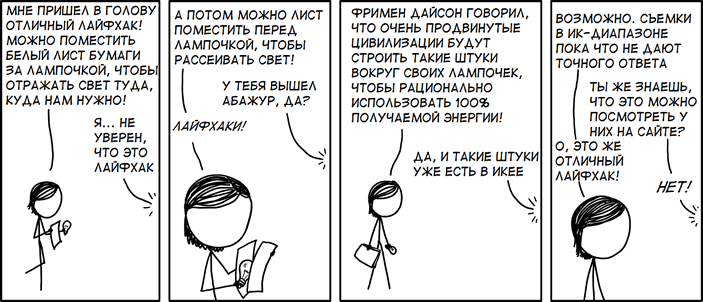 МНЕ ПРИШЕЛ В ГОЛОВУ
ОТЛИЧНЫЙ ЛАЙФХАК!
МОЖНО ПОМЕСТИТЬ
БЕЛЫЙ ЛИСТ БУМАГИ
ЗА ЛАМПОЧКОЙ, ЧТОБЫ
ОТРАЖАТЬ СВЕТ ТУДА,
КУДА НАМ НУЖНО!
Я... НЕ
УВЕРЕН,
ЧТО ЭТО
ЛАЙФХАК
А ПОТОМ МОЖНО ЛИСТ
ПОМЕСТИТЬ ПЕРЕД
ЛАМПОЧКОЙ, ЧТОБЫ
РАССЕИВАТЬ СВЕТ!
У ТЕБЯ ВЫШЕЛ
АБАЖУР, ДА?
ЛАЙФХАКИ!
ФРИМЕН ДАЙСОН ГОВОРИЛ,
ЧТО ОЧЕНЬ ПРОДВИНУТЫЕ
ЦИВИЛИЗАЦИИ БУДУТ
СТРОИТЬ ТАКИЕ ШТУКИ
ВОКРУГ СВОИХ ЛАМПОЧЕК,
ЧТОБЫ РАЦИОНАЛЬНО
ИСПОЛЬЗОВАТЬ 100%
ПОЛУЧАЕМОЙ ЭНЕРГИИ!
ДА, И ТАКИЕ ШТУКИ
УЖЕ ЕСТЬ В ИКЕЕ
ВОЗМОЖНО. СЪЕМКИ
В ИК-ДИАПАЗОНЕ
ПОКА ЧТО НЕ ДАЮТ
ТОЧНОГО ОТВЕТА
ТЫ ЖЕ ЗНАЕШЬ,
ЧТО ЭТО МОЖНО
ПОСМОТРЕТЬ У
НИХ НА САЙТЕ?
О, ЭТО ЖЕ
ОТЛИЧНЫЙ
ЛАЙФХАК!
НЕТ!